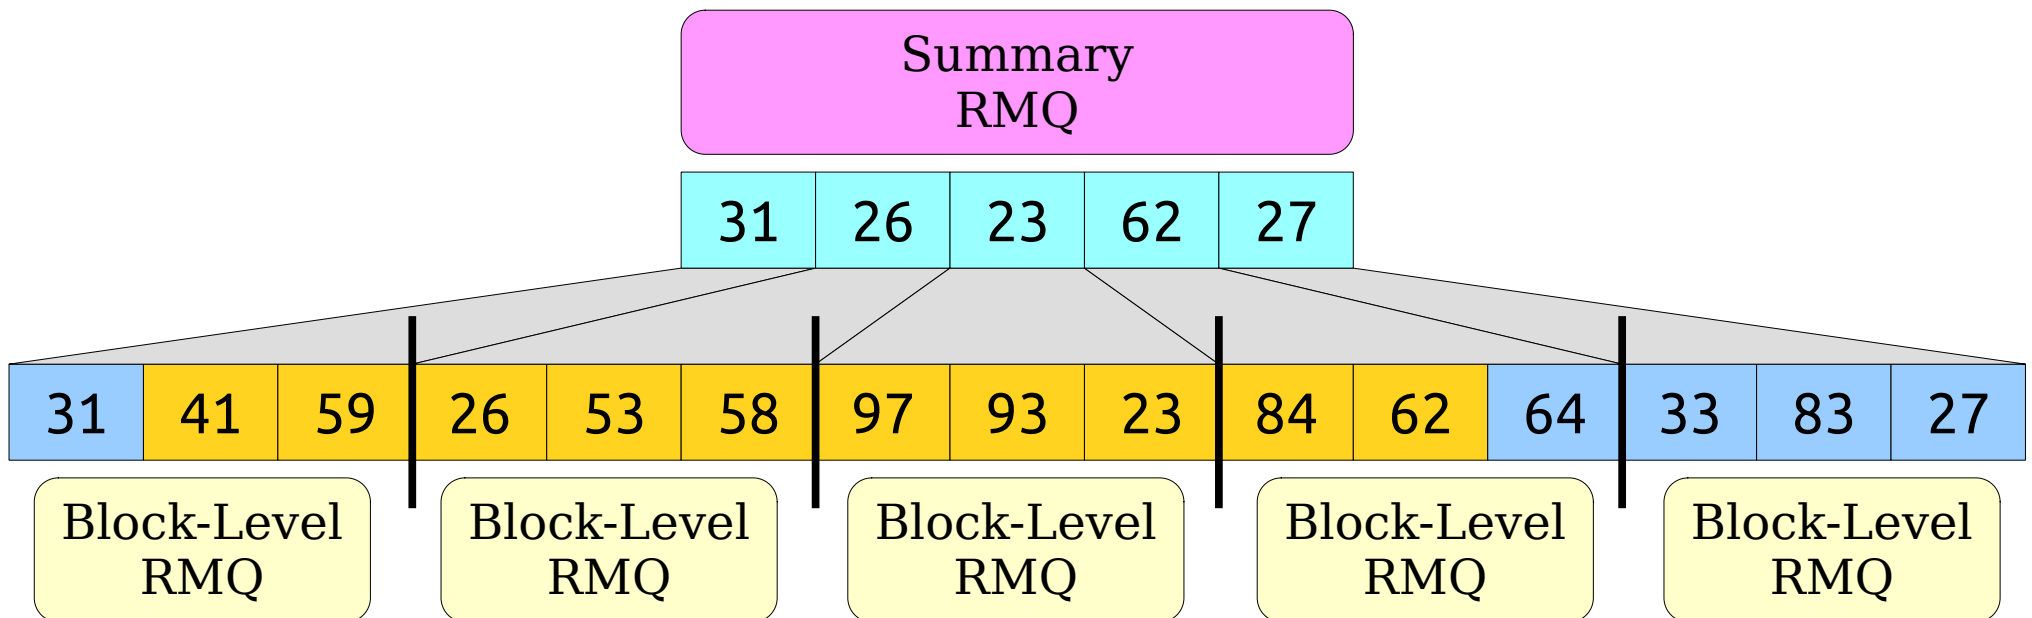 Summary
RMQ
31 26 23 62 27
31 41 59 26 53 58 97 93 23 84 62 64 33 83 27
Block-Level Block-Level Block-Level Block-Level Block-Level
RMQ RMQ RMQ RMQ RMQ